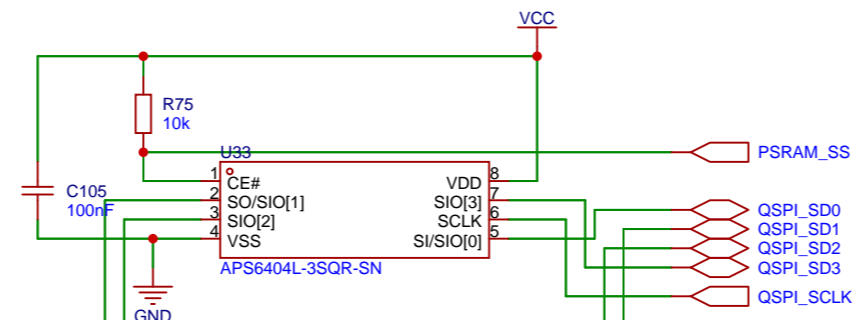 VCC
R75
10k
U33
PSRAM_SS
1
CE#
VDD
8
C105
100nF
2
SO/SIO[1]
SIO[3]
7
3
SIO[2]
SCLK
6
4
VSS
SI/SIO[0]
5
QSPI_SD0
QSPI_SD1
QSPI_SD2
QSPI_SD3
APS6404L-3SQR-SN
QSPI_SCLK
GND